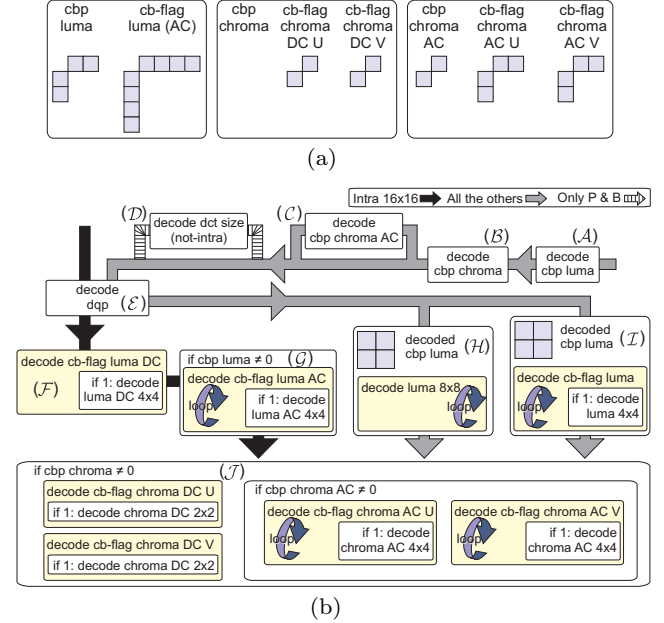 cbp
luma
cb-flag
luma (AC)
cbp
chroma
cb-flag
chroma
DC U
cb-flag
chroma
DC V
cbp
chroma
AC
cb-flag
chroma
AC U
cb-flag
chroma
AC V
(a)
Intra 16x16
All the others
Only P & B
(𝒟)
decode dct size
(not-intra)
(𝒞)
decode
cbp chroma AC
(ℬ)
decode
cbp chroma
(𝒜)
decode
cbp luma
decode
dqp
(ℰ)
decode cb-flag luma DC
(ℱ)
if 1: decode
luma DC 4x4
if cbp luma ≠ 0
(𝒢)
decode cb-flag luma AC
loop
if 1: decode
luma AC 4x4
decoded
cbp luma
(ℋ)
decode luma 8x8
loop
decoded
cbp luma
(ℐ)
decode cb-flag luma
loop
if 1: decode
luma 4x4
if cbp chroma ≠ 0
(𝒥)
decode cb-flag chroma DC U
if 1: decode chroma DC 2x2
decode cb-flag chroma DC V
if 1: decode chroma DC 2x2
if cbp chroma AC ≠ 0
decode cb-flag chroma AC U
loop
if 1: decode
chroma AC 4x4
decode cb-flag chroma AC V
loop
if 1: decode
chroma AC 4x4
(b)